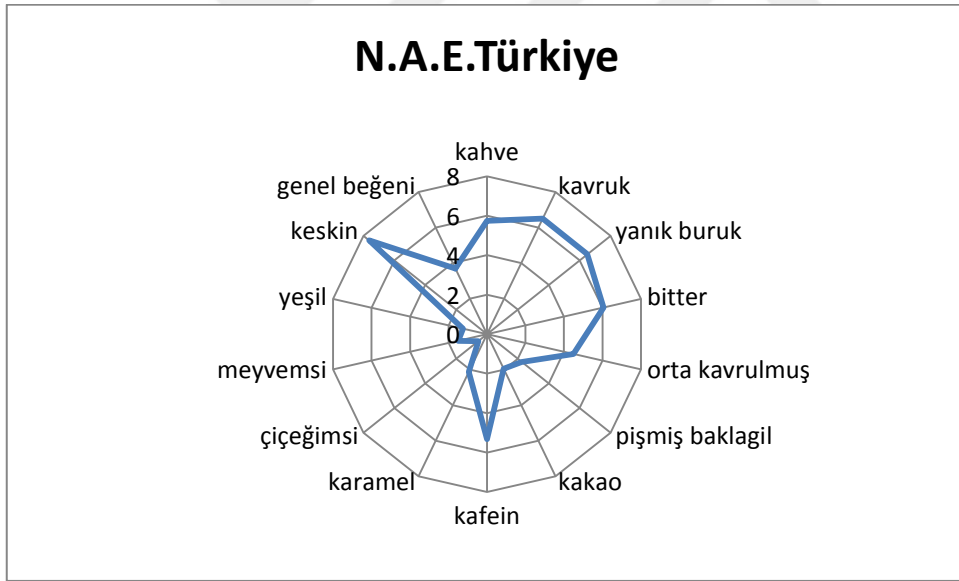 N.A.E.Türkiye
kahve
kavruk
yanık buruk
bitter
orta kavrulmuş
pişmiş baklagil
kakao
kafein
karamel
çiçeğimsi
meyvemsi
yeşil
keskin
genel beğeni
8
6
4
2
0